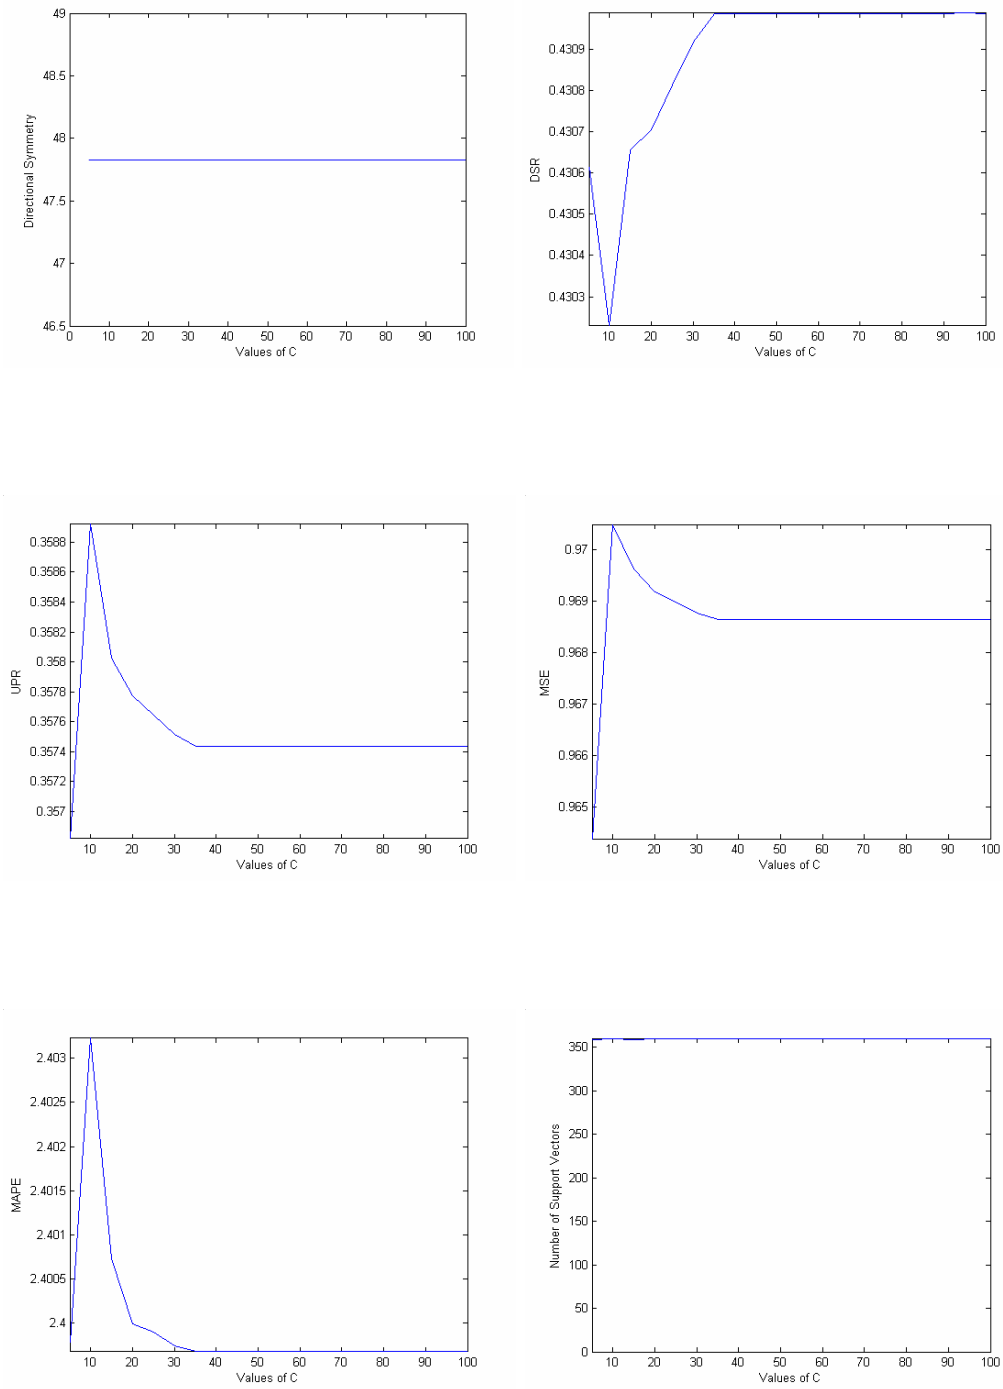 49
48.5
48
47.5
47
46.5
Directional Symmetry
0 10 20 30 40 50 60 70 80 90 100
Values of C
0.4309
0.4308
0.4307
0.4306
0.4305
0.4304
0.4303
DSR
10 20 30 40 50 60 70 80 90 100
Values of C
0.3588
0.3586
0.3584
0.3582
0.358
0.3578
0.3576
0.3574
0.3572
0.357
UPR
10 20 30 40 50 60 70 80 90 100
Values of C
0.97
0.969
0.968
0.967
0.966
0.965
MSE
10 20 30 40 50 60 70 80 90 100
Values of C
2.403
2.4025
2.402
2.4015
2.401
2.4005
2.4
MAPE
10 20 30 40 50 60 70 80 90 100
Values of C
350
300
250
200
150
100
50
0
Number of Support Vectors
10 20 30 40 50 60 70 80 90 100
Values of C